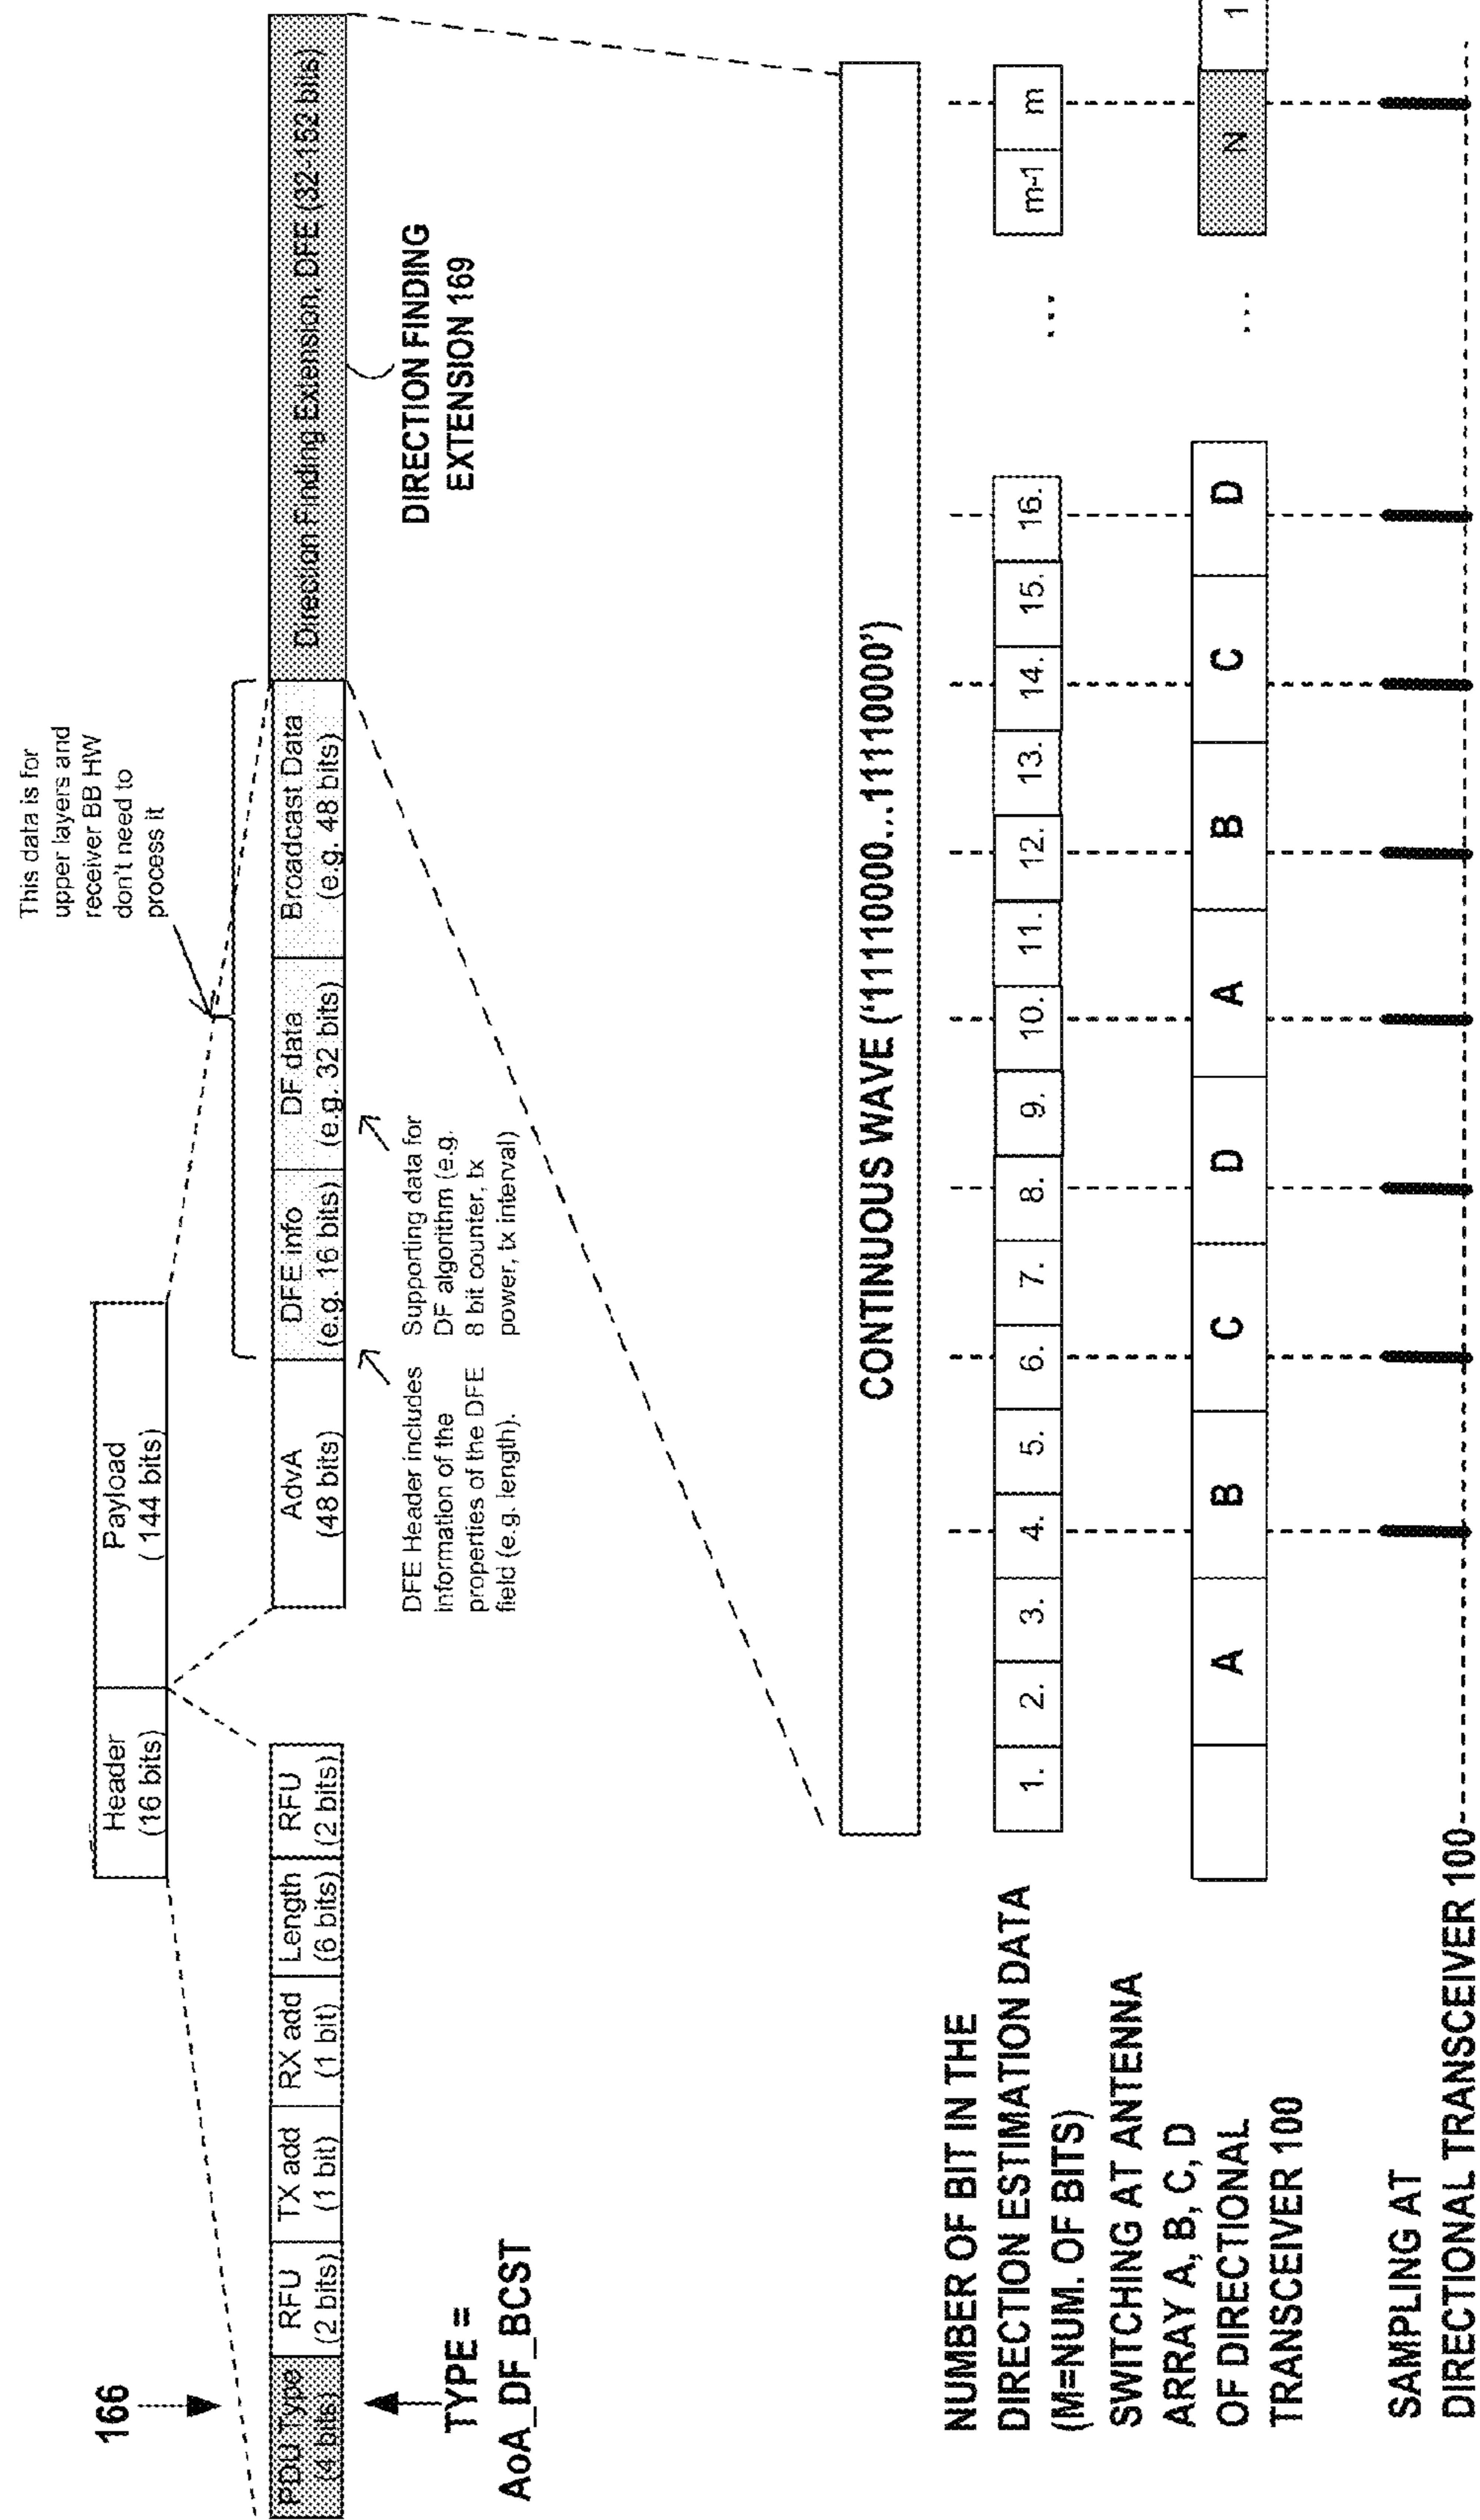 166
Header
(16 bits)
Payload
( 144 bits)
This data is for
upper layers and
receiver BB HW
don't need to
process it
PDU Type
(4 bits)
RFU
(2 bits)
TX add
(1 bit)
RX add
(1 bit)
Length
(6 bits)
RFU
(2 bits)
AdvA
(48 bits)
DFE info
(e.g. 16 bits)
DF data
(e.g. 32 bits)
Broadcast Data
(e.g. 48 bits)
Direction Finding Extension, DFE (32-152 bits)
TYPE =
AoA_DF_BCST
DFE Header includes
information of the
properties of the DFE
field (e.g. length).
Supporting data for
DF algorithm (e.g.
8 bit counter, tx
power, tx interval)
DIRECTION FINDING
EXTENSION 169
CONTINUOUS WAVE ('11110000...11110000')
NUMBER OF BIT IN THE
DIRECTION ESTIMATION DATA
(M=NUM. OF BITS)
1. 2. 3. 4. 5. 6. 7. 8. 9. 10. 11. 12. 13. 14. 15. 16. ... m-1 m
SWITCHING AT ANTENNA
ARRAY A, B, C, D
OF DIRECTIONAL
TRANSCEIVER 100
A B C D A B C D ... N 1
SAMPLING AT
DIRECTIONAL TRANSCEIVER 100